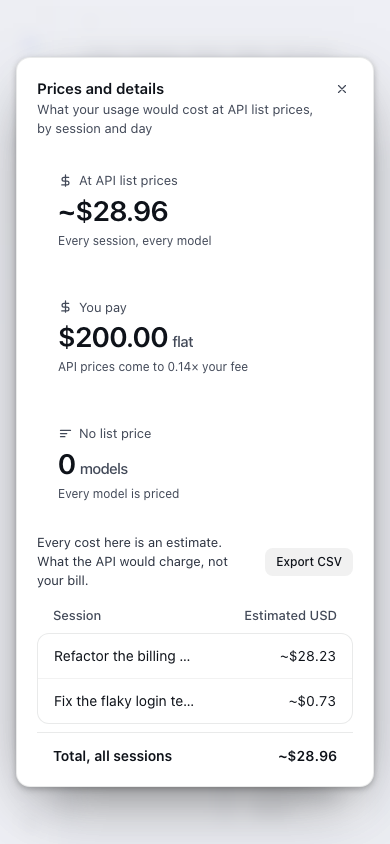 Prices and details
What your usage would cost at API list prices,
by session and day
At API list prices
~$28.96
Every session, every model
You pay
$200.00 flat
API prices come to 0.14× your fee
No list price
0 models
Every model is priced
Every cost here is an estimate.
What the API would charge, not
your bill.
Export CSV
Session Estimated USD
Refactor the billing ... ~$28.23
Fix the flaky login te... ~$0.73
Total, all sessions ~$28.96